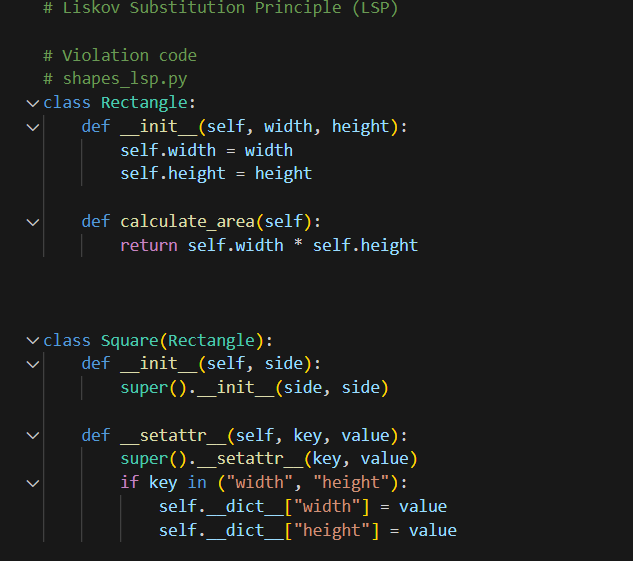 # Liskov Substitution Principle (LSP)
# Violation code
# shapes_lsp.py
class Rectangle:
    def __init__(self, width, height):
        self.width = width
        self.height = height
    def calculate_area(self):
        return self.width * self.height
class Square(Rectangle):
    def __init__(self, side):
        super().__init__(side, side)
    def __setattr__(self, key, value):
        super().__setattr__(key, value)
        if key in ("width", "height"):
            self.__dict__["width"] = value
            self.__dict__["height"] = value